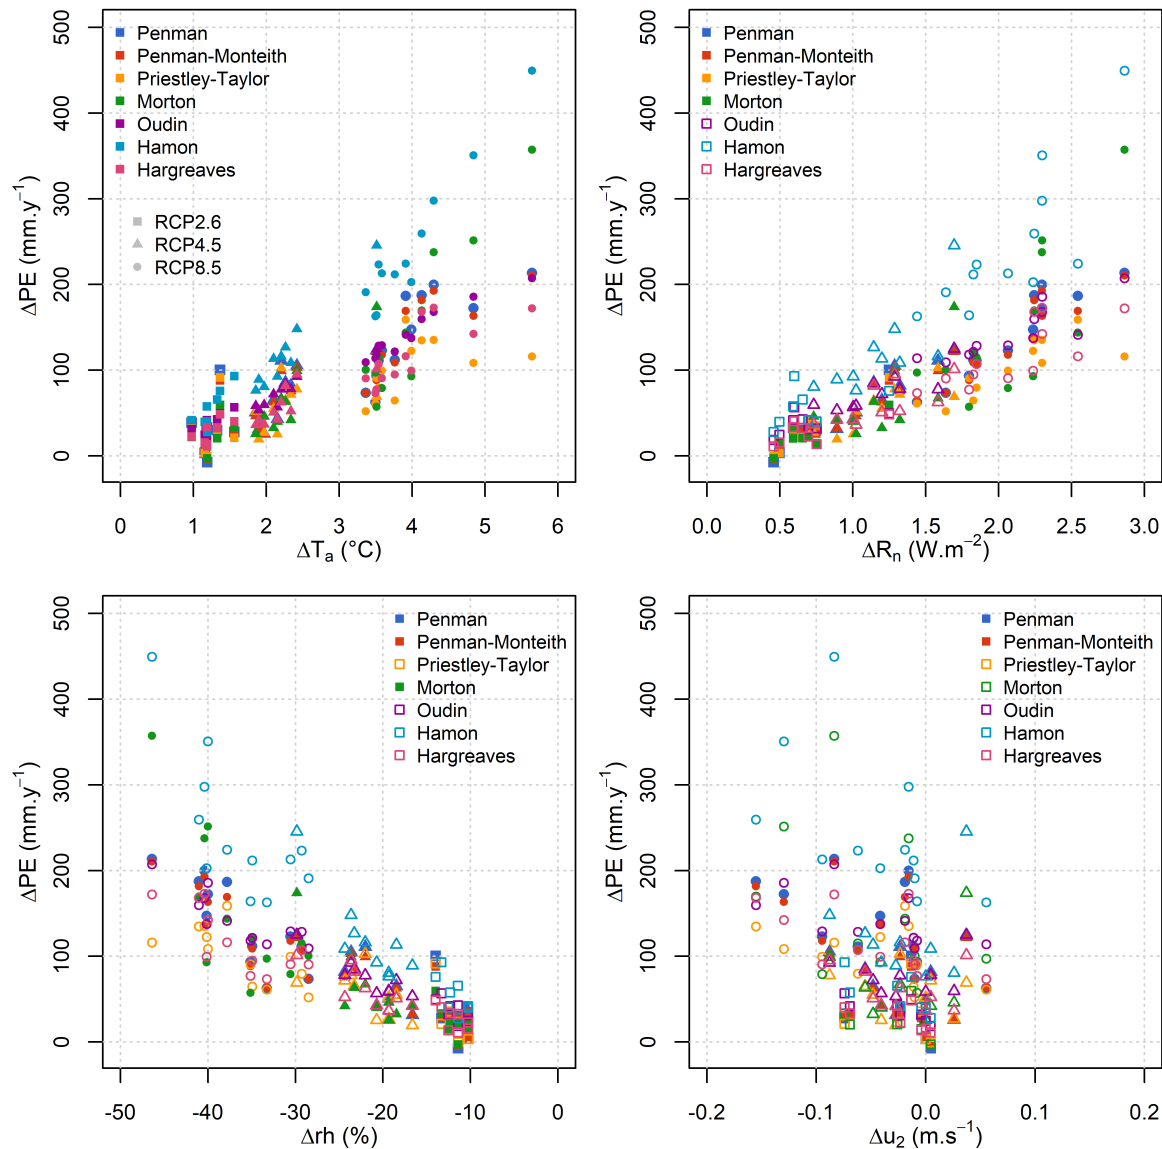 500
400
300
200
100
0
ΔPE (mm.y⁻¹)
Penman
Penman-Monteith
Priestley-Taylor
Morton
Oudin
Hamon
Hargreaves
RCP2.6
RCP4.5
RCP8.5
0 1 2 3 4 5 6
ΔTₐ (°C)
500
400
300
200
100
0
ΔPE (mm.y⁻¹)
Penman
Penman-Monteith
Priestley-Taylor
Morton
Oudin
Hamon
Hargreaves
0.0 0.5 1.0 1.5 2.0 2.5 3.0
ΔRₙ (W.m⁻²)
500
400
300
200
100
0
ΔPE (mm.y⁻¹)
Penman
Penman-Monteith
Priestley-Taylor
Morton
Oudin
Hamon
Hargreaves
-50 -40 -30 -20 -10 0
Δrh (%)
500
400
300
200
100
0
ΔPE (mm.y⁻¹)
Penman
Penman-Monteith
Priestley-Taylor
Morton
Oudin
Hamon
Hargreaves
-0.2 -0.1 0.0 0.1 0.2
Δu₂ (m.s⁻¹)